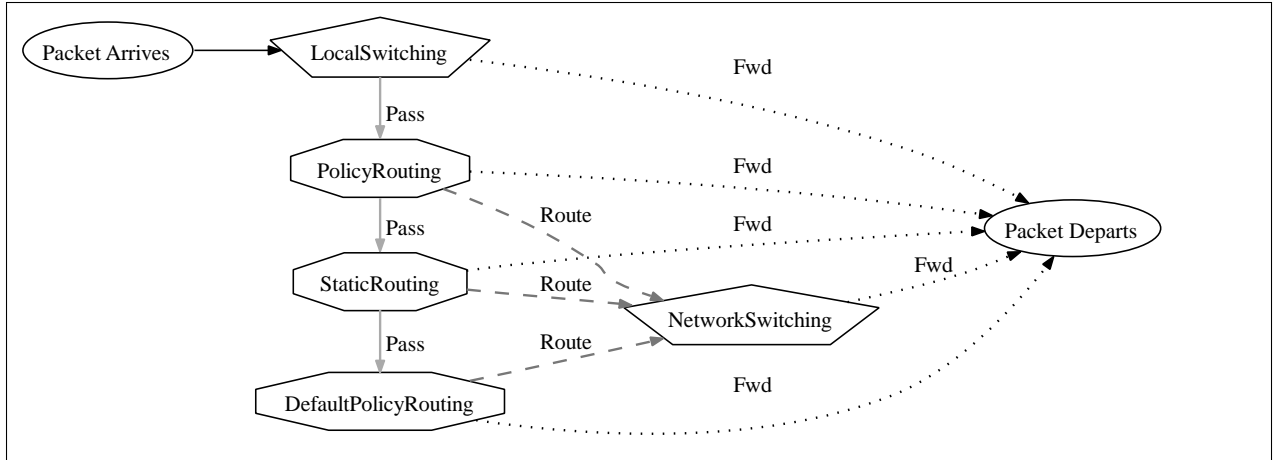 Packet Arrives
LocalSwitching
Fwd
Pass
PolicyRouting
Fwd
Route
Pass
Fwd
Packet Departs
StaticRouting
Route
Fwd
NetworkSwitching
Pass
Route
Fwd
DefaultPolicyRouting